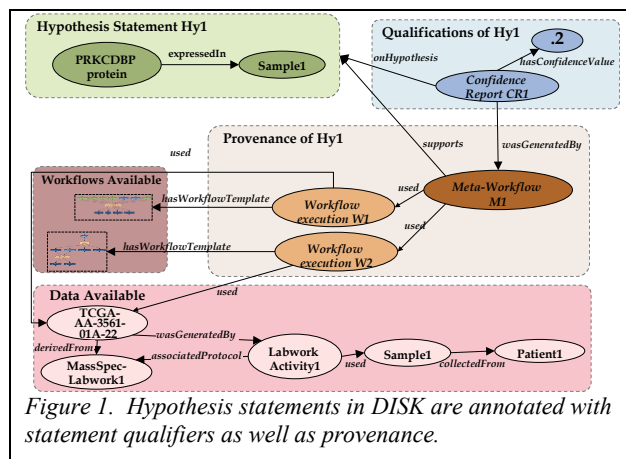 Hypothesis Statement Hy1
PRKCDBP
protein
expressedIn
Sample1
Qualifications of Hy1
.2
onHypothesis
hasConfidenceValue
Confidence
Report CR1
Provenance of Hy1
used
supports
wasGeneratedBy
Workflows Available
hasWorkflowTemplate
Workflow
execution W1
used
Meta-Workflow
M1
hasWorkflowTemplate
Workflow
execution W2
used
used
Data Available
TCGA-
AA-3561-
01A-22
wasGeneratedBy
derivedFrom
associatedProtocol
MassSpec-
Labwork1
Labwork
Activity1
used
Sample1
collectedFrom
Patient1
Figure 1. Hypothesis statements in DISK are annotated with
statement qualifiers as well as provenance.